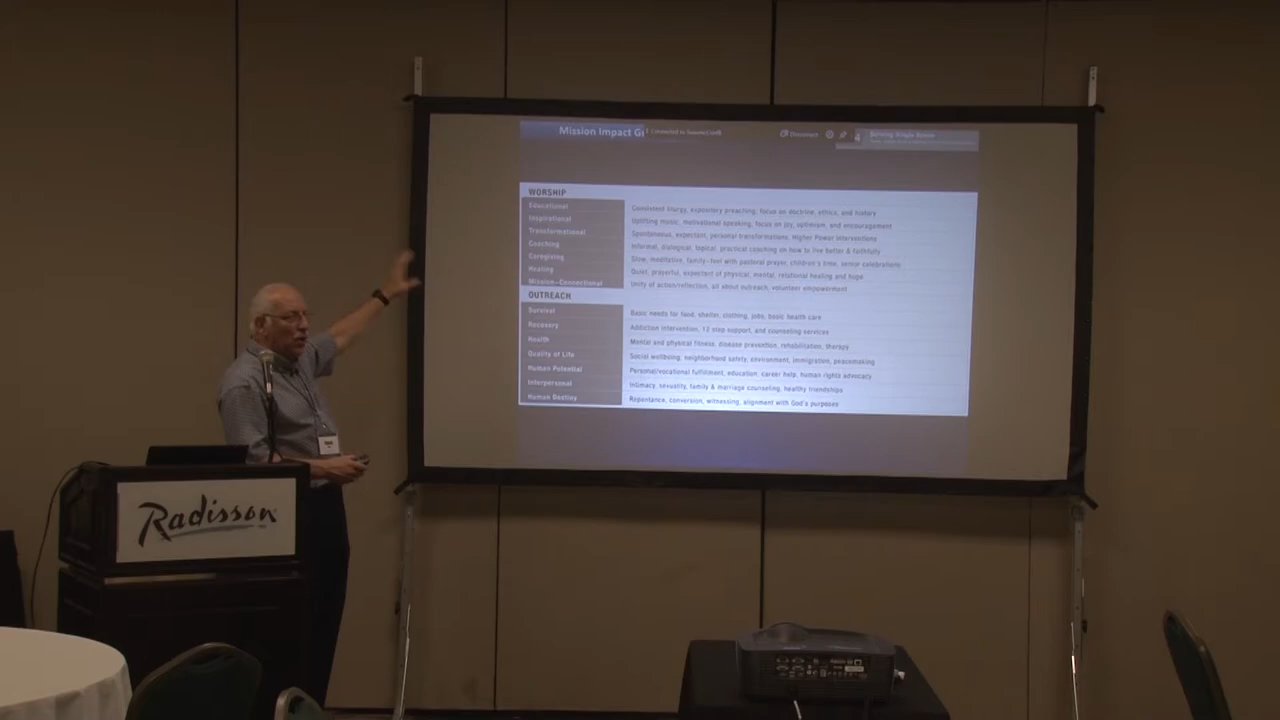 Mission Impact G
Disconnect
4
WORSHIP
Educational Consistent liturgy, expository preaching, focus on doctrine, ethics, and history
Inspirational Uplifting music, motivational speaking, focus on joy, optimism, and encouragement
Transformational Spontaneous, expectant, personal transformations, Higher Power interventions
Coaching Informal, dialogical, topical, practical coaching on how to live better & faithfully
Caregiving Slow, meditative, family-feel with pastoral prayer, children's time, senior celebrations
Healing Quiet, prayerful, expectant of physical, mental, relational healing and hope
Mission-Connectional Unity of action/reflection, all about outreach, volunteer empowerment
OUTREACH
Survival Basic needs for food, shelter, clothing, jobs, basic health care
Recovery Addiction intervention, 12 step support, and counseling services
Health Mental and physical fitness, disease prevention, rehabilitation, therapy
Quality of Life Social wellbeing, neighborhood safety, environment, immigration, peacemaking
Human Potential Personal/vocational fulfillment, education, career help, human rights advocacy
Interpersonal Intimacy, sexuality, family & marriage counseling, healthy friendships
Human Destiny Repentance, conversion, witnessing, alignment with God's purposes
Radisson